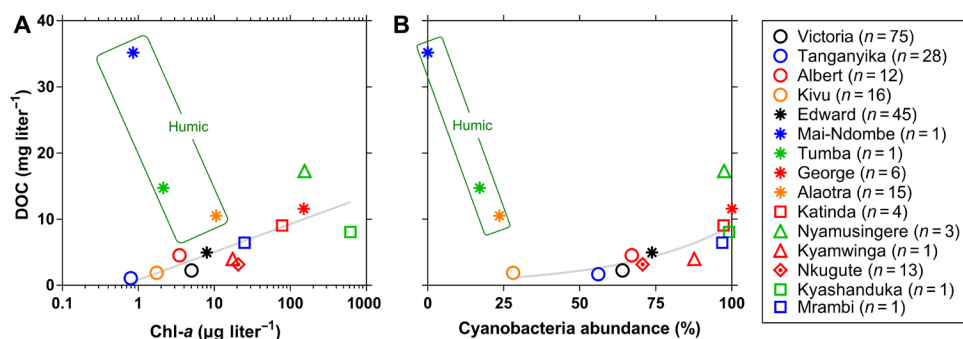 A
DOC (mg liter⁻¹)
40
30
20
10
0
Humic
0.1
1
10
100
1000
Chl-a (µg liter⁻¹)
B
Humic
0
25
50
75
100
Cyanobacteria abundance (%)
Victoria (n = 75)
Tanganyika (n = 28)
Albert (n = 12)
Kivu (n = 16)
Edward (n = 45)
Mai-Ndombe (n = 1)
Tumba (n = 1)
George (n = 6)
Alaotra (n = 15)
Katinda (n = 4)
Nyamusingere (n = 3)
Kyamwinga (n = 1)
Nkugute (n = 13)
Kyashanduka (n = 1)
Mrambi (n = 1)